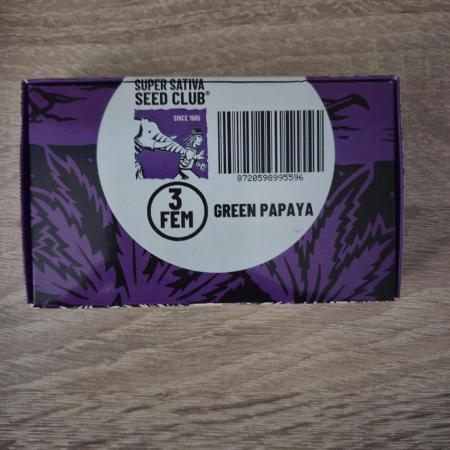 SUPER SATIVA
SEED CLUB®
SINCE 1985
8720598995596
3
FEM
GREEN PAPAYA